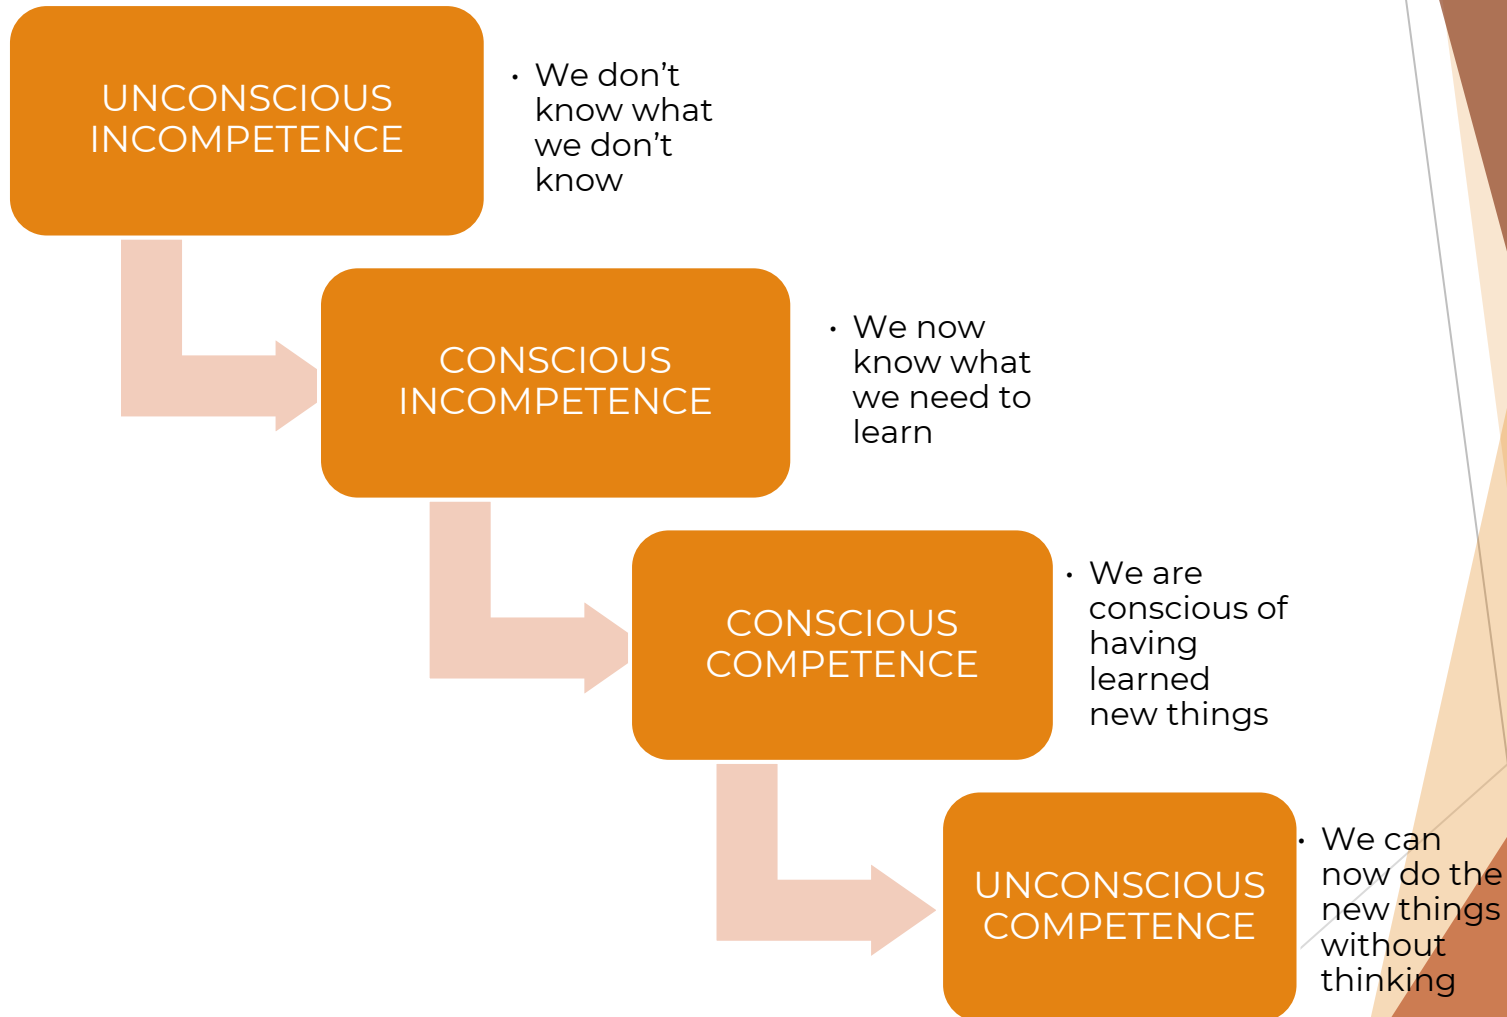 UNCONSCIOUS
INCOMPETENCE
• We don’t
know what
we don’t
know
CONSCIOUS
INCOMPETENCE
• We now
know what
we need to
learn
CONSCIOUS
COMPETENCE
• We are
conscious of
having
learned
new things
UNCONSCIOUS
COMPETENCE
• We can
now do the
new things
without
thinking